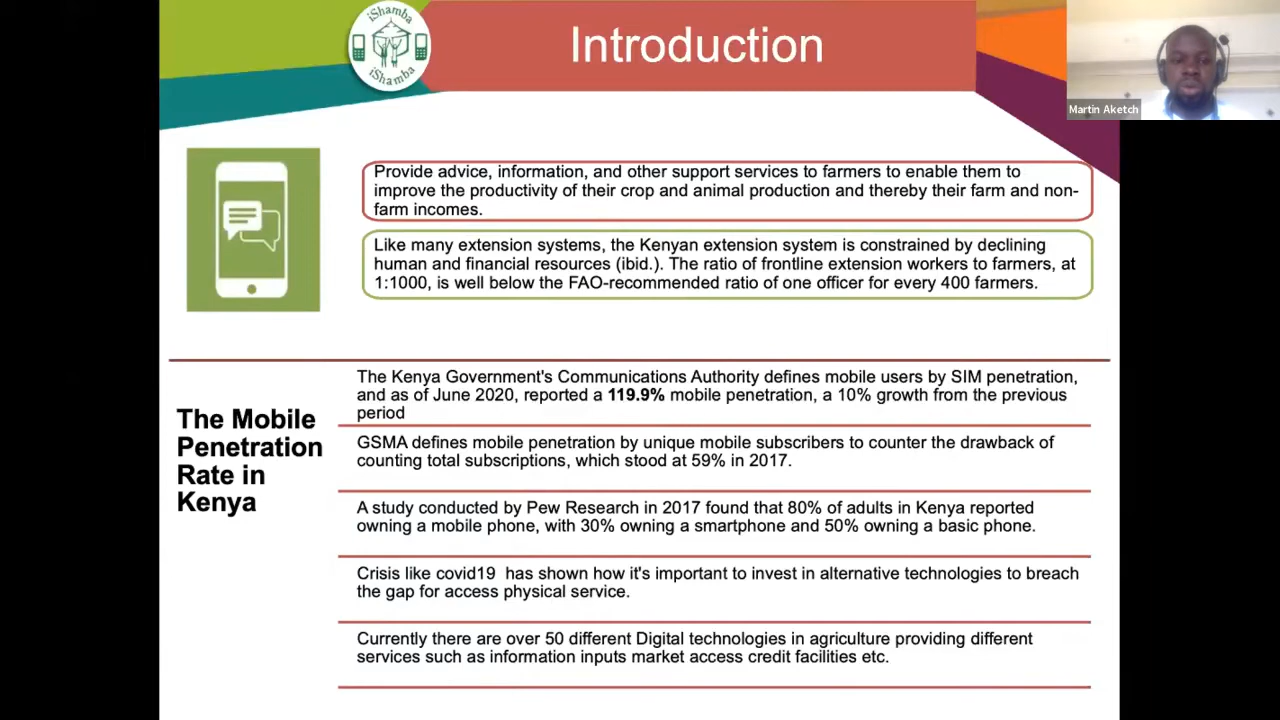 iShamba
iShamba
Introduction
Martin Aketch
Provide advice, information, and other support services to farmers to enable them to
improve the productivity of their crop and animal production and thereby their farm and non-
farm incomes.
Like many extension systems, the Kenyan extension system is constrained by declining
human and financial resources (ibid.). The ratio of frontline extension workers to farmers, at
1:1000, is well below the FAO-recommended ratio of one officer for every 400 farmers.
The Mobile
Penetration
Rate in
Kenya
The Kenya Government's Communications Authority defines mobile users by SIM penetration,
and as of June 2020, reported a 119.9% mobile penetration, a 10% growth from the previous
period
GSMA defines mobile penetration by unique mobile subscribers to counter the drawback of
counting total subscriptions, which stood at 59% in 2017.
A study conducted by Pew Research in 2017 found that 80% of adults in Kenya reported
owning a mobile phone, with 30% owning a smartphone and 50% owning a basic phone.
Crisis like covid19  has shown how it's important to invest in alternative technologies to breach
the gap for access physical service.
Currently there are over 50 different Digital technologies in agriculture providing different
services such as information inputs market access credit facilities etc.